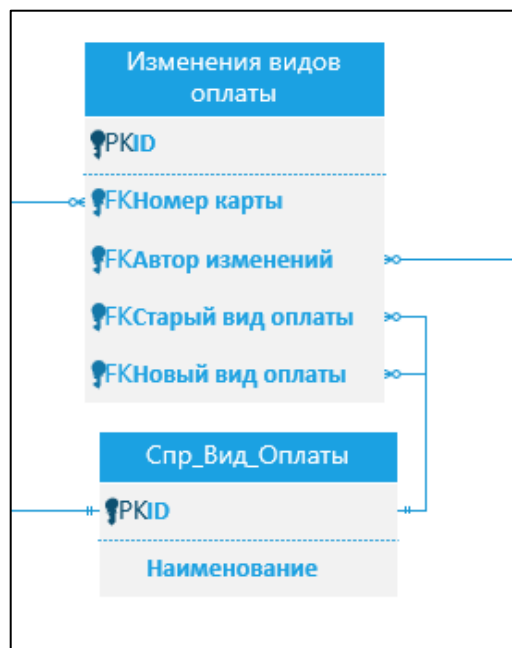 Изменения видов
оплаты
PKID
FKНомер карты
FKАвтор изменений
FKСтарый вид оплаты
FKНовый вид оплаты
Спр_Вид_Оплаты
PKID
Наименование